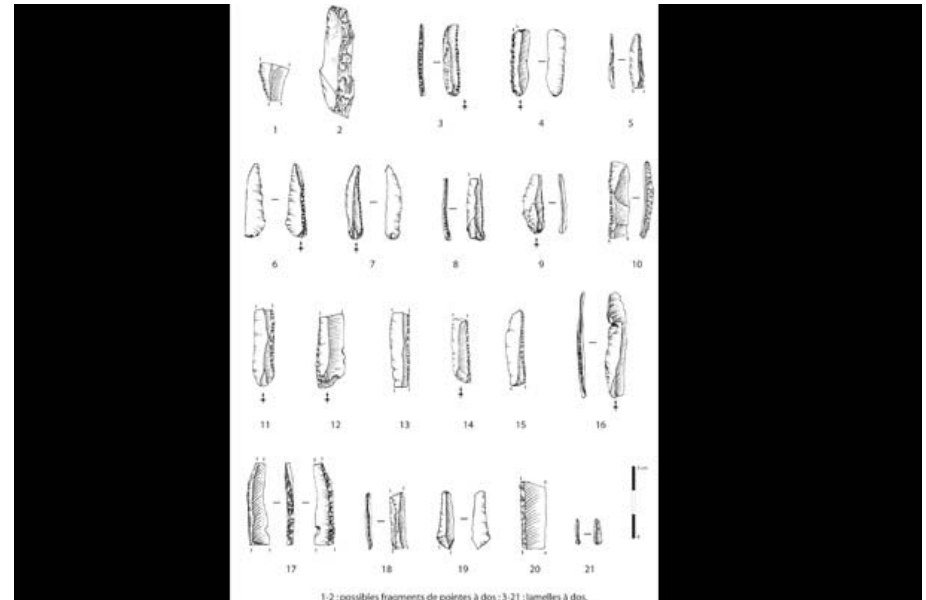 1 2 3 4 5
6 7 8 9 10
11 12 13 14 15 16
17 18 19 20 21
1-2 : possibles fragments de pointes à dos ; 3-21 : lamelles à dos.